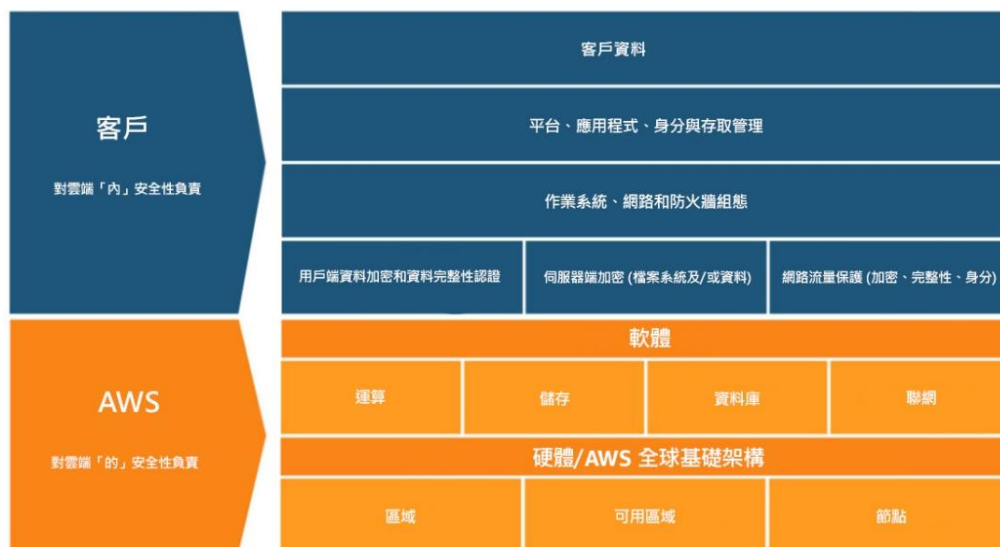 客戶
對雲端「內」安全性負責
客戶資料
平台、應用程式、身分與存取管理
作業系統、網路和防火牆組態
用戶端資料加密和資料完整性認證
伺服器端加密 (檔案系統及/或資料)
網路流量保護 (加密、完整性、身分)
AWS
對雲端「的」安全性負責
軟體
運算
儲存
資料庫
聯網
硬體/AWS 全球基礎架構
區域
可用區域
節點